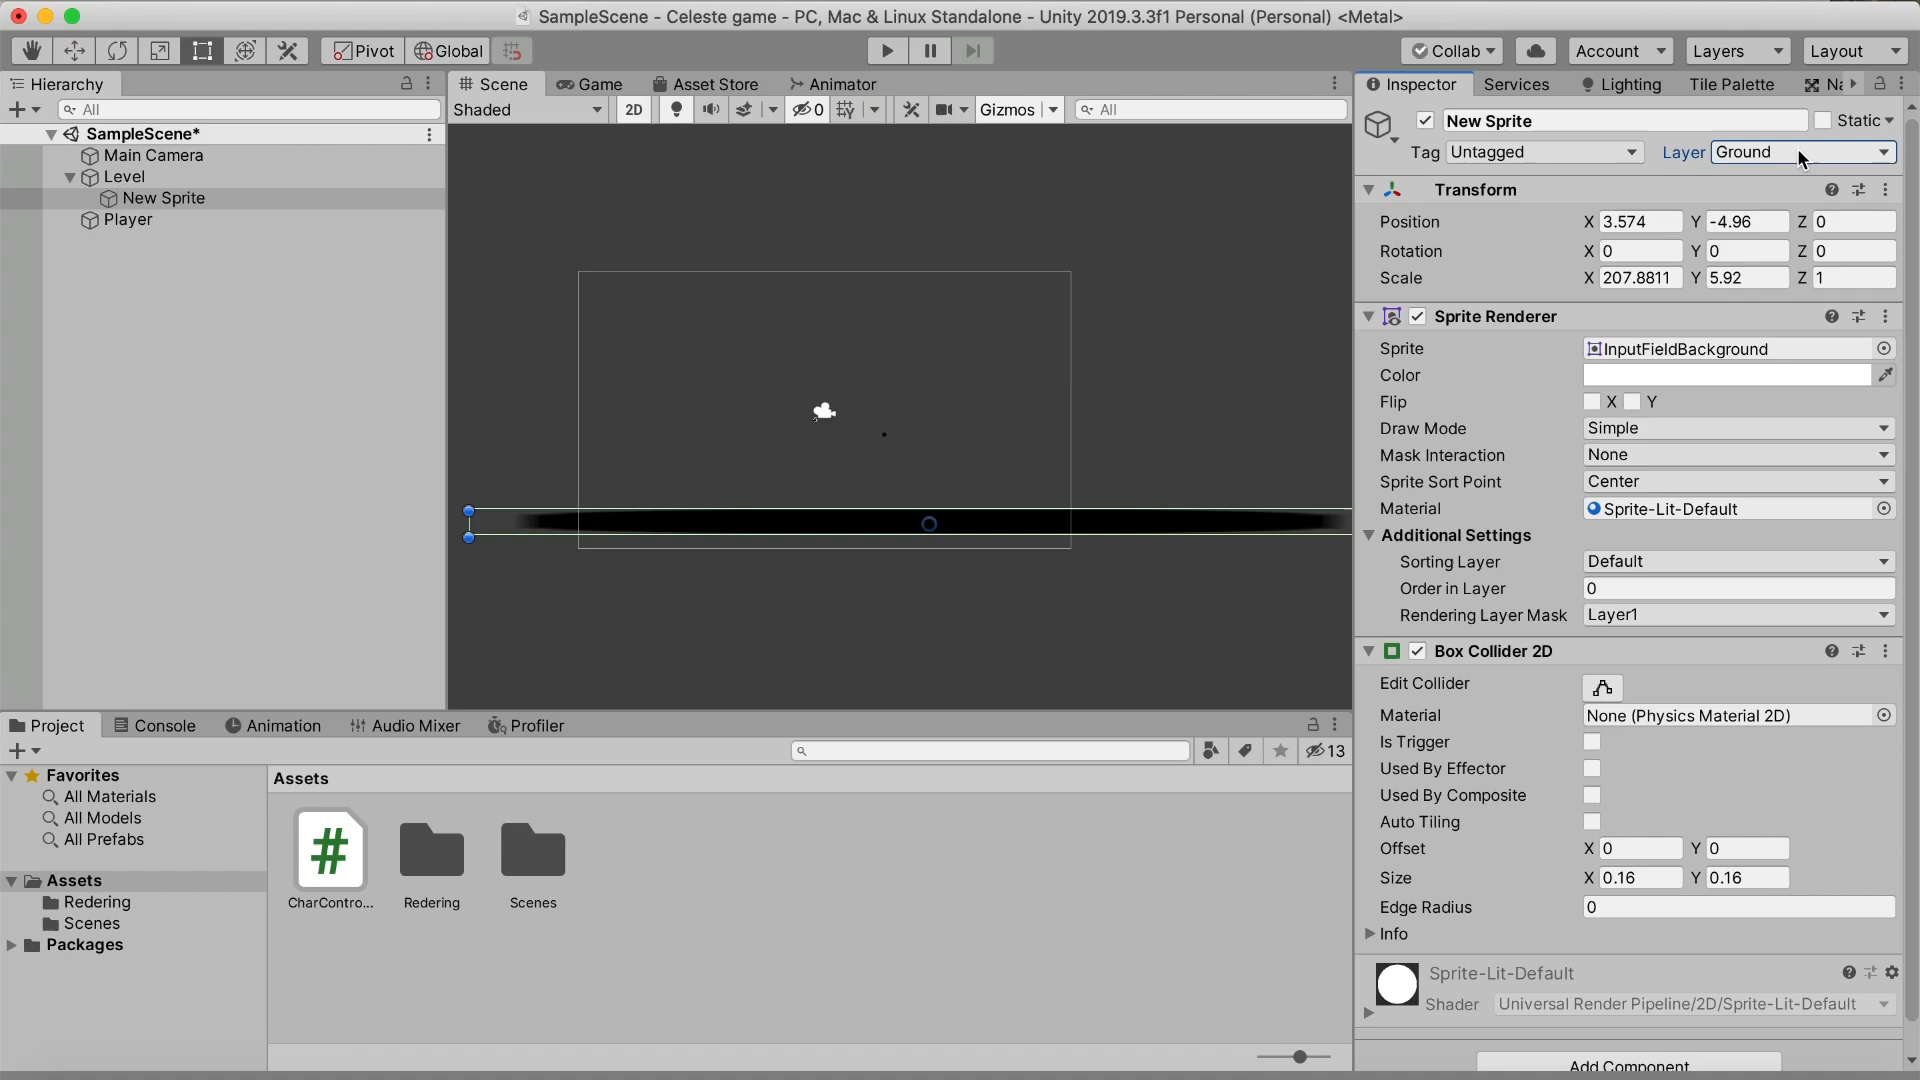 SampleScene - Celeste game - PC, Mac & Linux Standalone - Unity 2019.3.3f1 Personal (Personal) <Metal>
Pivot Global Collab Account Layers Layout
Hierarchy
All
SampleScene*
Main Camera
Level
New Sprite
Player
Scene Game Asset Store Animator
Shaded 2D 0 Gizmos All
Inspector Services Lighting Tile Palette Na
New Sprite Static
Tag Untagged Layer Ground
Transform
Position X 3.574 Y -4.96 Z 0
Rotation X 0 Y 0 Z 0
Scale X 207.8811 Y 5.92 Z 1
Sprite Renderer
Sprite InputFieldBackground
Color
Flip X Y
Draw Mode Simple
Mask Interaction None
Sprite Sort Point Center
Material Sprite-Lit-Default
Additional Settings
Sorting Layer Default
Order in Layer 0
Rendering Layer Mask Layer1
Box Collider 2D
Edit Collider
Material None (Physics Material 2D)
Is Trigger
Used By Effector
Used By Composite
Auto Tiling
Offset X 0 Y 0
Size X 0.16 Y 0.16
Edge Radius 0
Info
Sprite-Lit-Default
Shader Universal Render Pipeline/2D/Sprite-Lit-Default
Add Component
Project Console Animation Audio Mixer Profiler
13
Favorites
All Materials
All Models
All Prefabs
Assets
Redering
Scenes
Packages
Assets
CharContro... Redering Scenes